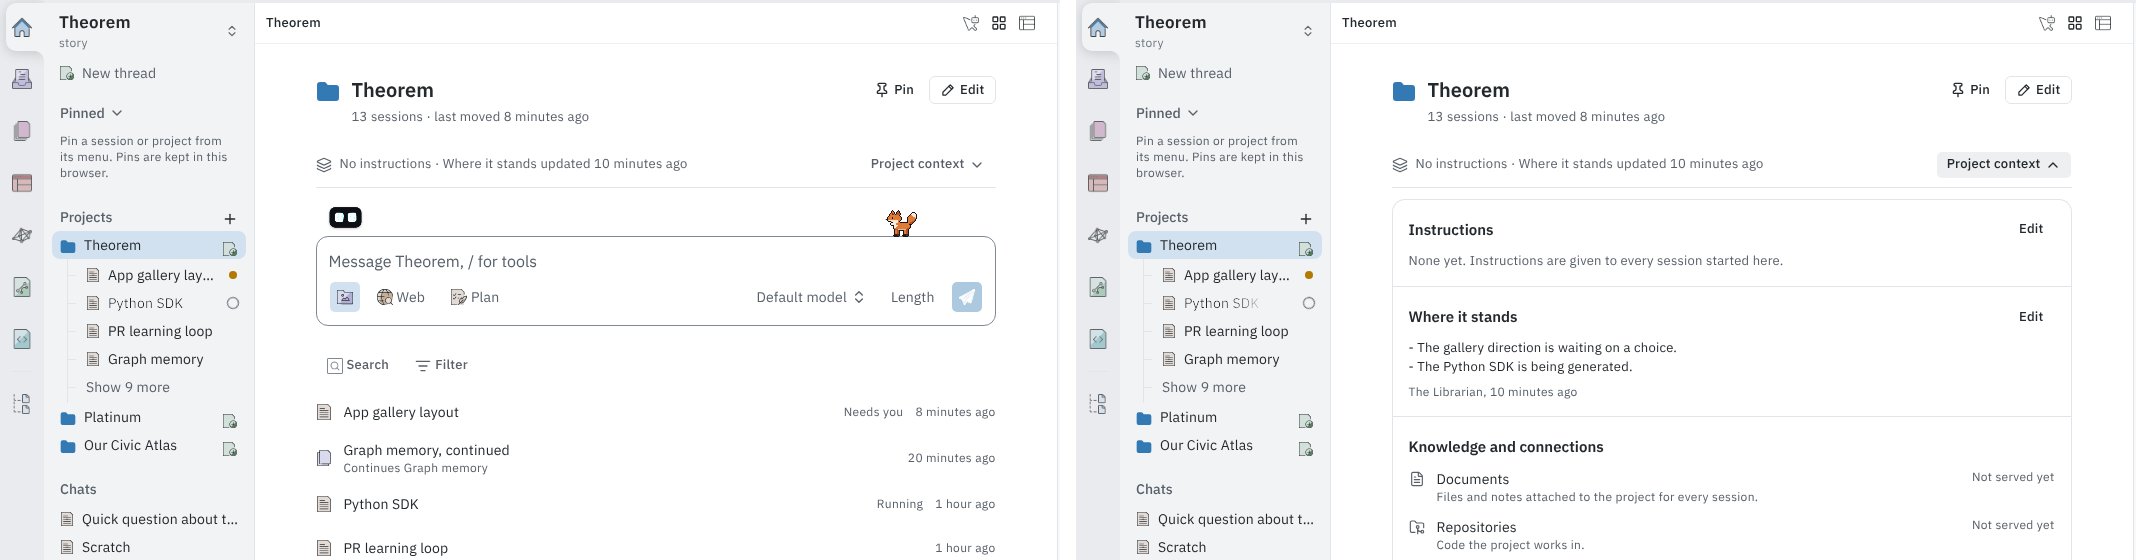 Theorem
story
New thread
Pinned
Pin a session or project from
its menu. Pins are kept in this
browser.
Projects
Theorem
App gallery lay...
Python SDK
PR learning loop
Graph memory
Show 9 more
Platinum
Our Civic Atlas
Chats
Quick question about t...
Scratch
Theorem
Theorem
Pin
Edit
13 sessions · last moved 8 minutes ago
No instructions · Where it stands updated 10 minutes ago
Project context
Message Theorem, / for tools
Web
Plan
Default model
Length
Search
Filter
App gallery layout
Needs you 8 minutes ago
Graph memory, continued
Continues Graph memory
20 minutes ago
Python SDK
Running 1 hour ago
PR learning loop
1 hour ago
Theorem
story
New thread
Pinned
Pin a session or project from
its menu. Pins are kept in this
browser.
Projects
Theorem
App gallery lay...
Python SDK
PR learning loop
Graph memory
Show 9 more
Platinum
Our Civic Atlas
Chats
Quick question about t...
Scratch
Theorem
Theorem
Pin
Edit
13 sessions · last moved 8 minutes ago
No instructions · Where it stands updated 10 minutes ago
Project context
Instructions
Edit
None yet. Instructions are given to every session started here.
Where it stands
Edit
- The gallery direction is waiting on a choice.
- The Python SDK is being generated.
The Librarian, 10 minutes ago
Knowledge and connections
Documents
Not served yet
Files and notes attached to the project for every session.
Repositories
Not served yet
Code the project works in.